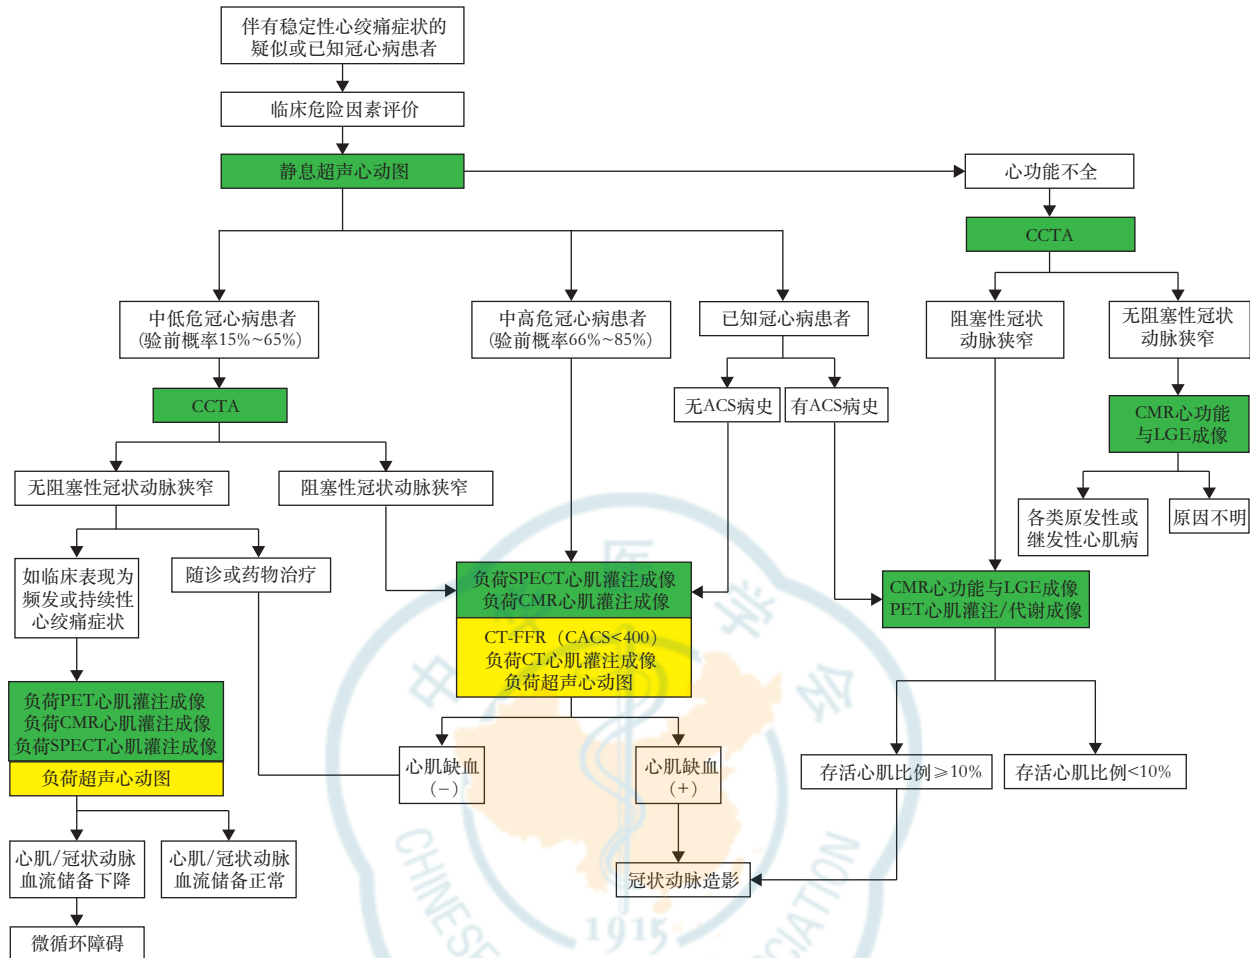 伴有稳定性心绞痛症状的
疑似或已知冠心病患者
临床危险因素评价
静息超声心动图
心功能不全
CCTA
中低危冠心病患者
(验前概率15%~65%)
中高危冠心病患者
(验前概率66%~85%)
已知冠心病患者
阻塞性冠状
动脉狭窄
无阻塞性冠状
动脉狭窄
CCTA
无ACS病史
有ACS病史
CMR心功能
与LGE成像
无阻塞性冠状动脉狭窄
阻塞性冠状动脉狭窄
各类原发性或
继发性心肌病
原因不明
如临床表现为
频发或持续性
心绞痛症状
随诊或药物治疗
负荷SPECT心肌灌注成像
负荷CMR心肌灌注成像
CT-FFR（CACS<400）
负荷CT心肌灌注成像
负荷超声心动图
CMR心功能与LGE成像
PET心肌灌注/代谢成像
负荷PET心肌灌注成像
负荷CMR心肌灌注成像
负荷SPECT心肌灌注成像
负荷超声心动图
心肌缺血
(−)
心肌缺血
(+)
存活心肌比例≥10%
存活心肌比例<10%
心肌/冠状动脉
血流储备下降
心肌/冠状动脉
血流储备正常
冠状动脉造影
微循环障碍
中
医学会
CHINESE
CIATION
1915